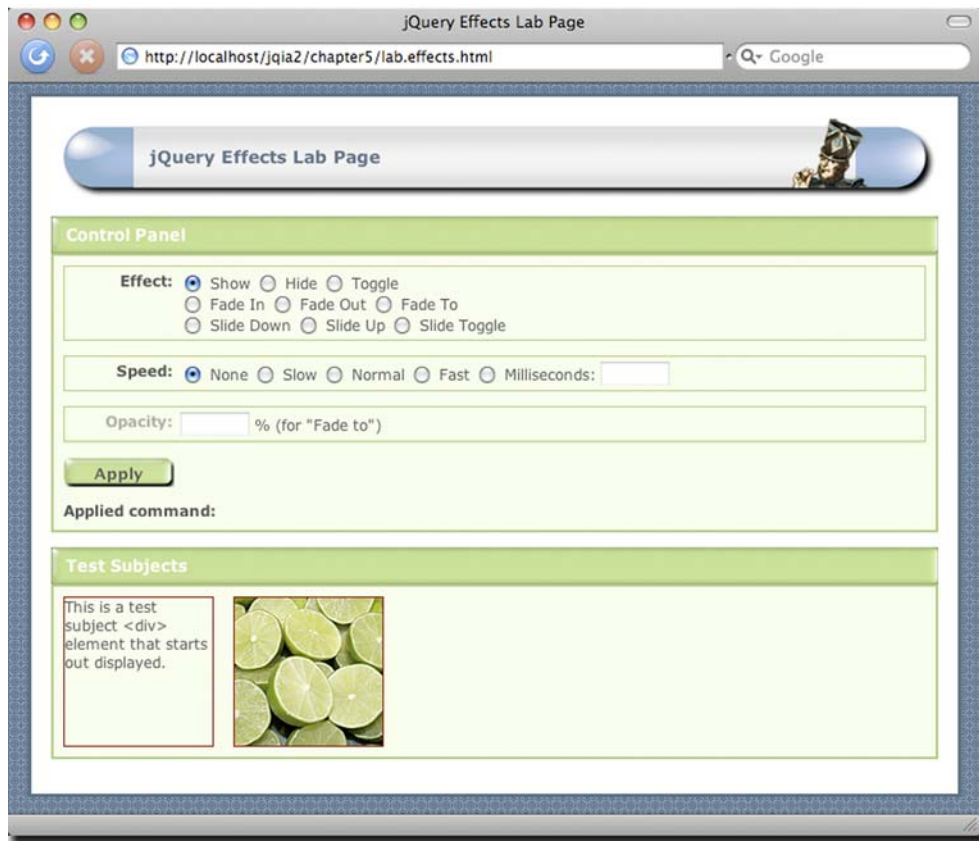 jQuery Effects Lab Page
http://localhost/jqia2/chapter5/lab.effects.html
Google
jQuery Effects Lab Page
Control Panel
Effect: Show Hide Toggle
Fade In Fade Out Fade To
Slide Down Slide Up Slide Toggle
Speed: None Slow Normal Fast Milliseconds:
Opacity: % (for "Fade to")
Apply
Applied command:
Test Subjects
This is a test
subject <div>
element that starts
out displayed.